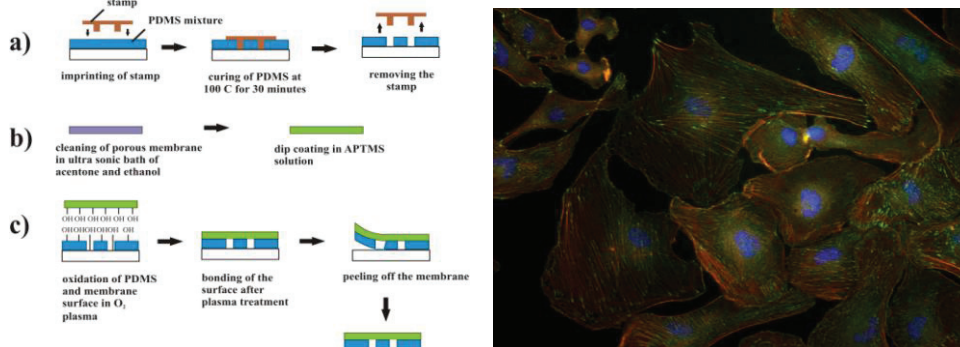 stamp
PDMS mixture
a)
imprinting of stamp
curing of PDMS at
100 C for 30 minutes
removing the
stamp
b)
cleaning of porous membrane
in ultra sonic bath of
acentone and ethanol
dip coating in APTMS
solution
c)
OH OH OH OH OH
OHOH OH OH OH
oxidation of PDMS
and membrane
surface in O₂
plasma
bonding of the
surface after
plasma treatment
peeling off the membrane